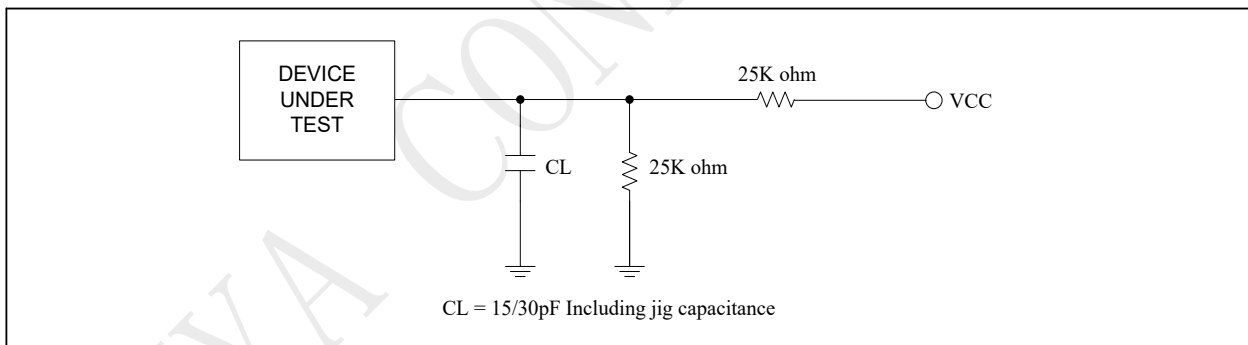 DEVICE
UNDER
TEST
25K ohm
VCC
CL
25K ohm
CL = 15/30pF Including jig capacitance